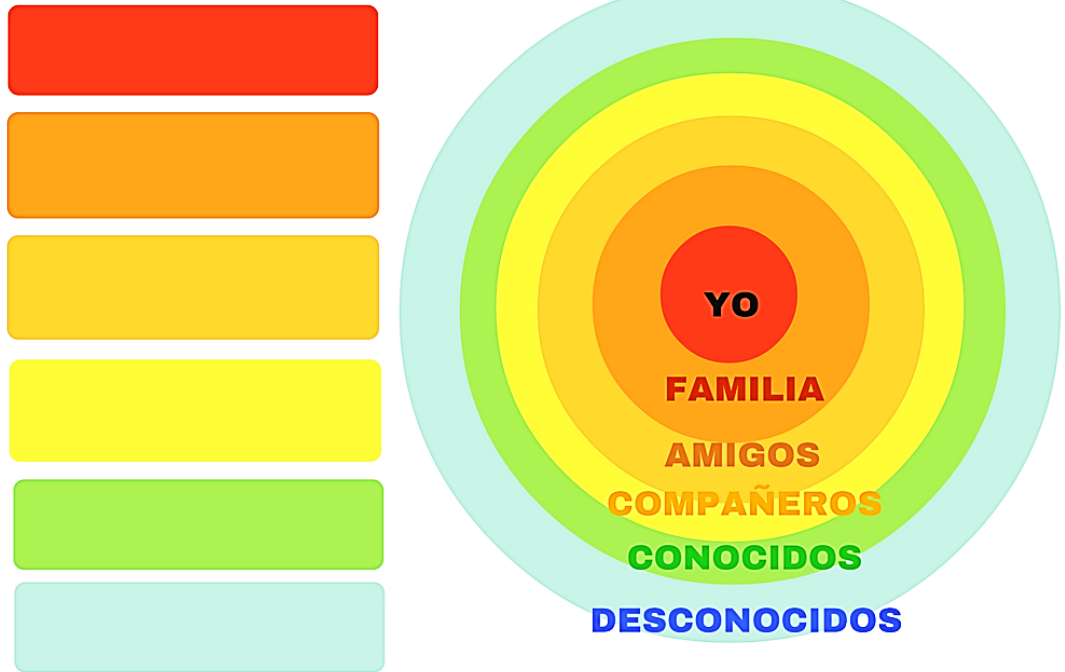 YO
FAMILIA
AMIGOS
COMPAÑEROS
CONOCIDOS
DESCONOCIDOS